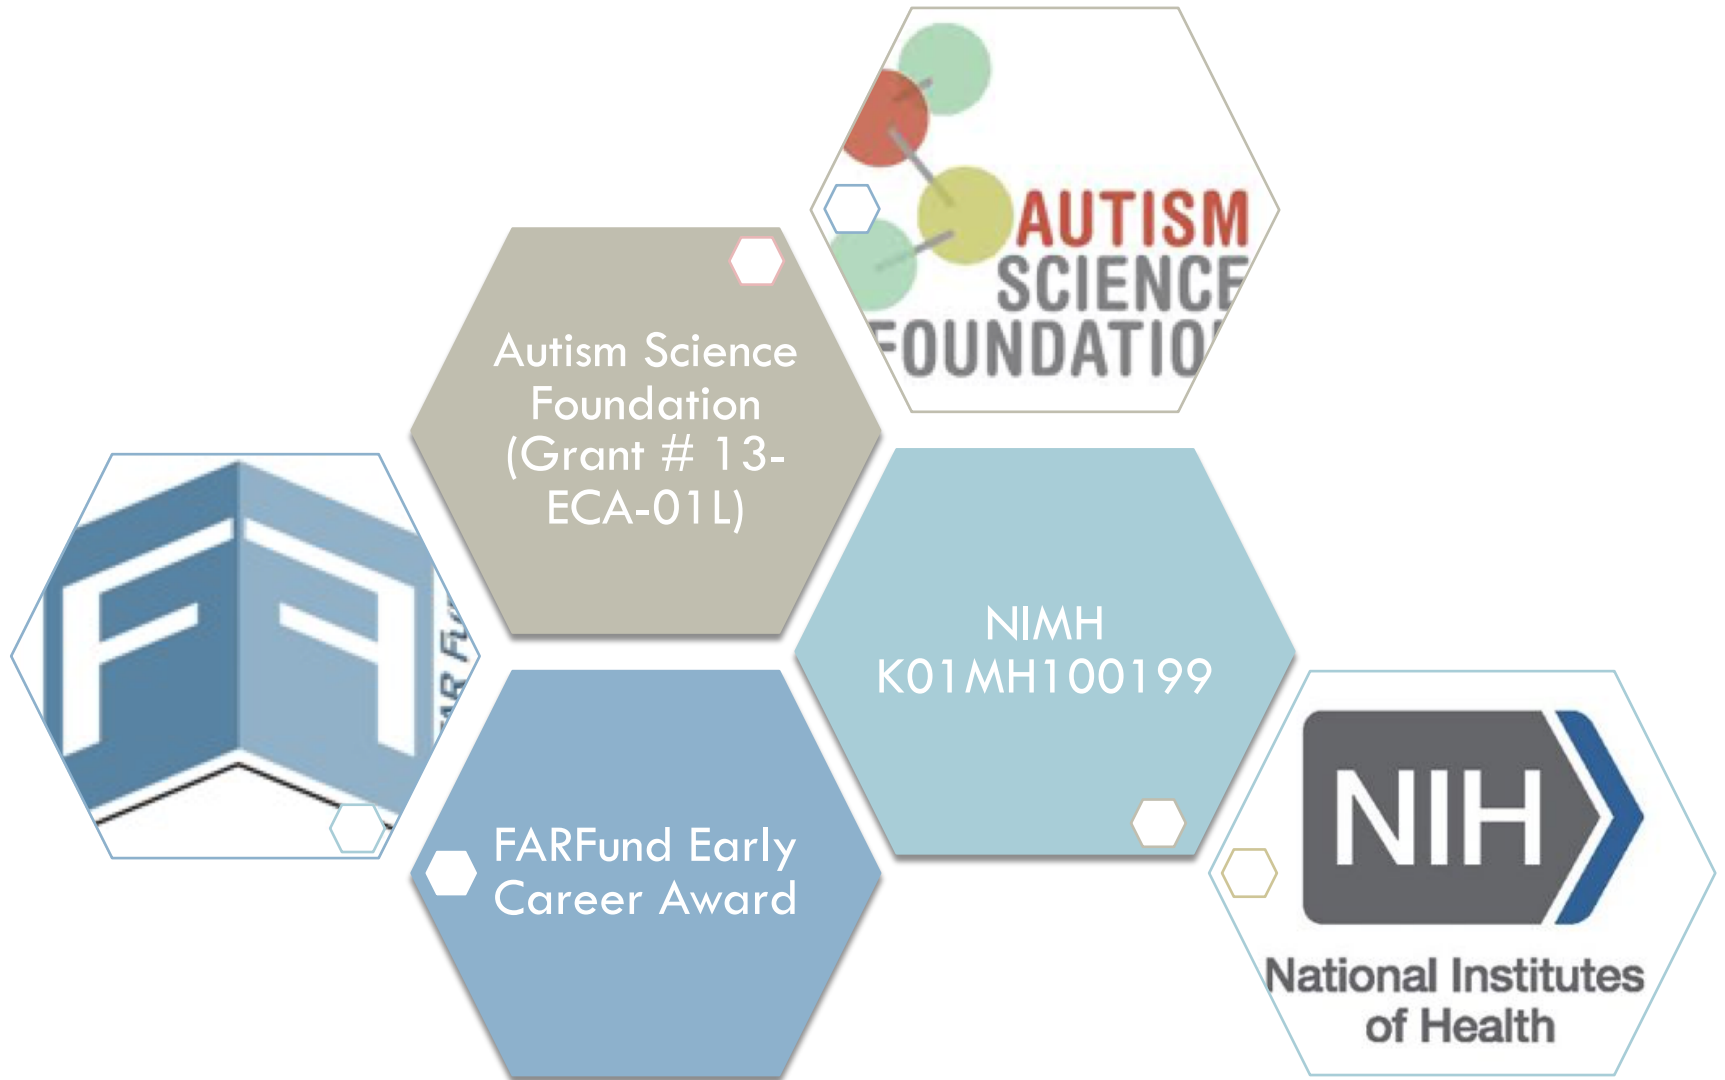 AUTISM
SCIENCE
FOUNDATIO
Autism Science
Foundation
(Grant # 13-
ECA-01L)
NIMH
K01MH100199
FARFund Early
Career Award
NIH
National Institutes
of Health